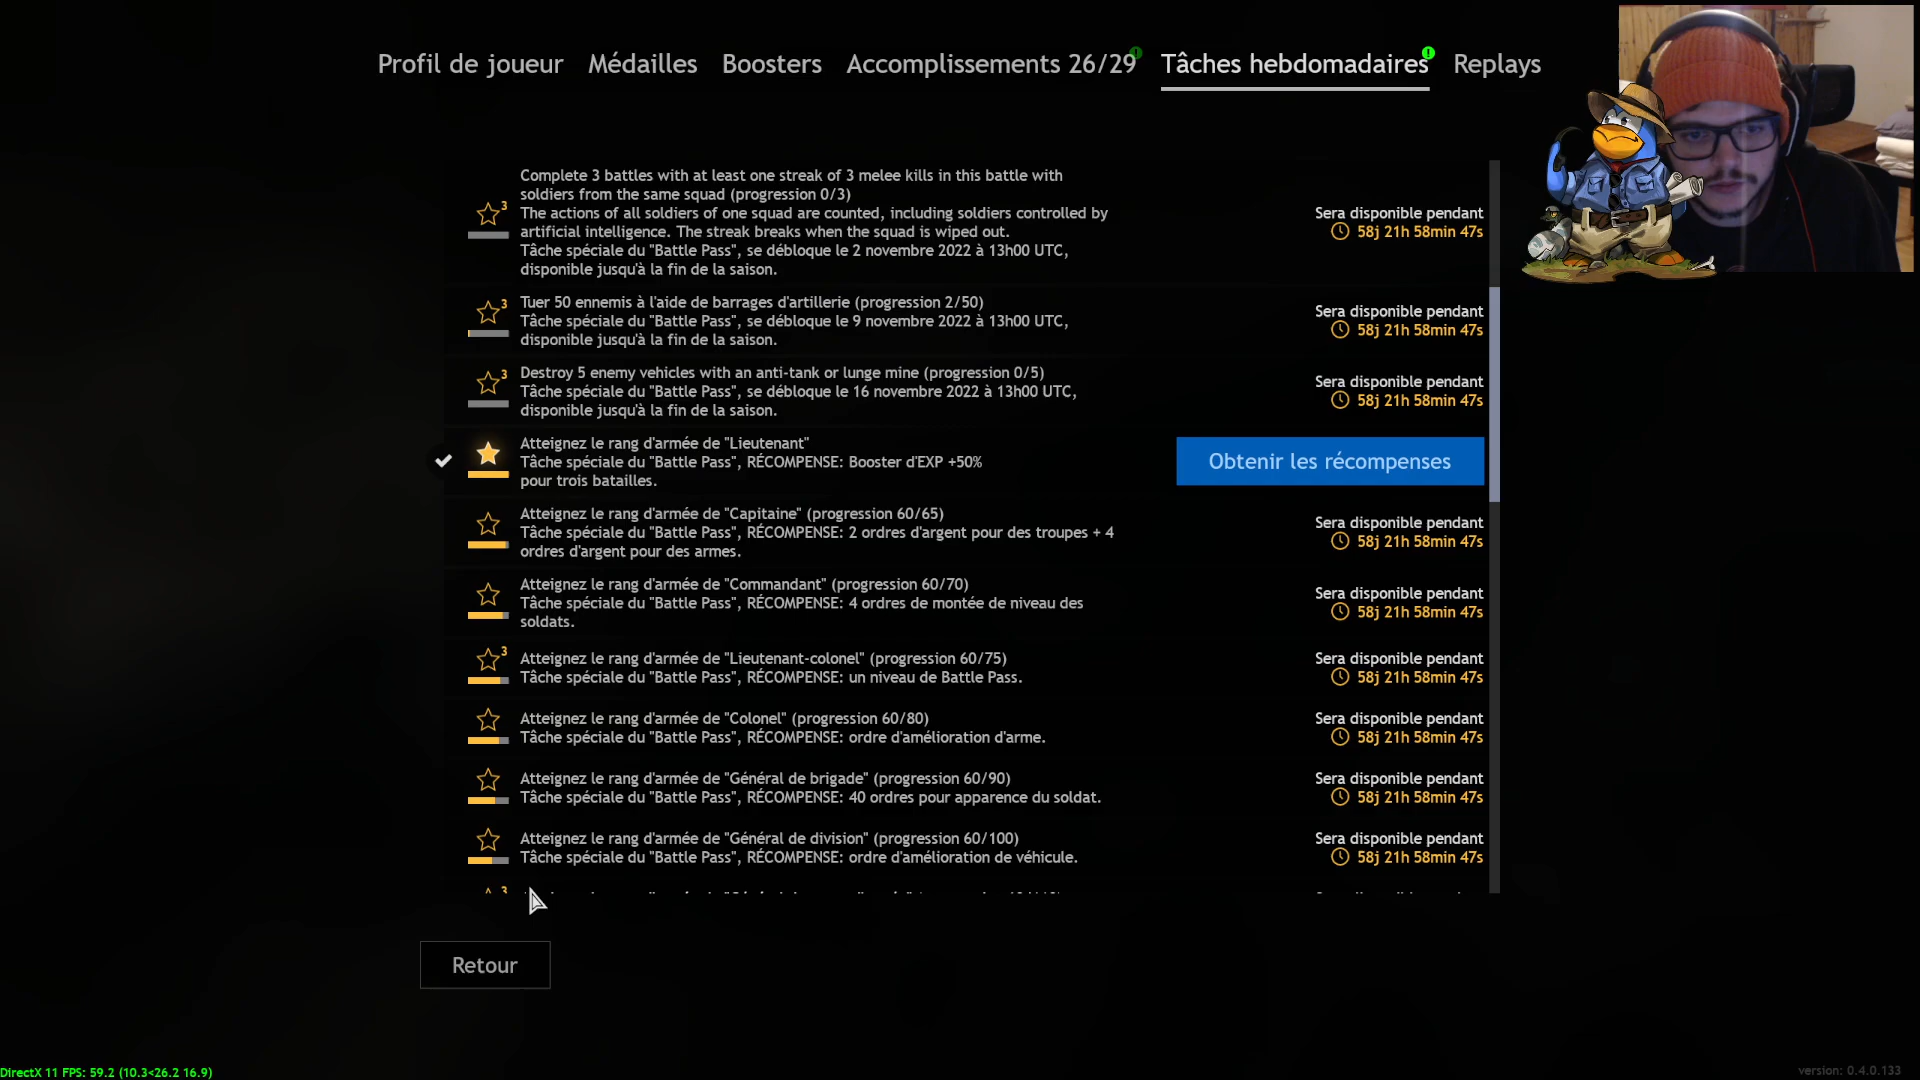 Profil de joueur Médailles Boosters Accomplissements 26/29 Tâches hebdomadaires Replays
Complete 3 battles with at least one streak of 3 melee kills in this battle with
soldiers from the same squad (progression 0/3)
The actions of all soldiers of one squad are counted, including soldiers controlled by
artificial intelligence. The streak breaks when the squad is wiped out.
Tâche spéciale du "Battle Pass", se débloque le 2 novembre 2022 à 13h00 UTC,
disponible jusqu'à la fin de la saison.
3
Sera disponible pendant
58j 21h 58min 47s
Tuer 50 ennemis à l'aide de barrages d'artillerie (progression 2/50)
Tâche spéciale du "Battle Pass", se débloque le 9 novembre 2022 à 13h00 UTC,
disponible jusqu'à la fin de la saison.
3
Sera disponible pendant
58j 21h 58min 47s
Destroy 5 enemy vehicles with an anti-tank or lunge mine (progression 0/5)
Tâche spéciale du "Battle Pass", se débloque le 16 novembre 2022 à 13h00 UTC,
disponible jusqu'à la fin de la saison.
3
Sera disponible pendant
58j 21h 58min 47s
Atteignez le rang d'armée de "Lieutenant"
Tâche spéciale du "Battle Pass", RÉCOMPENSE: Booster d'EXP +50%
pour trois batailles.
Obtenir les récompenses
Atteignez le rang d'armée de "Capitaine" (progression 60/65)
Tâche spéciale du "Battle Pass", RÉCOMPENSE: 2 ordres d'argent pour des troupes + 4
ordres d'argent pour des armes.
Sera disponible pendant
58j 21h 58min 47s
Atteignez le rang d'armée de "Commandant" (progression 60/70)
Tâche spéciale du "Battle Pass", RÉCOMPENSE: 4 ordres de montée de niveau des
soldats.
Sera disponible pendant
58j 21h 58min 47s
3
Atteignez le rang d'armée de "Lieutenant-colonel" (progression 60/75)
Tâche spéciale du "Battle Pass", RÉCOMPENSE: un niveau de Battle Pass.
Sera disponible pendant
58j 21h 58min 47s
Atteignez le rang d'armée de "Colonel" (progression 60/80)
Tâche spéciale du "Battle Pass", RÉCOMPENSE: ordre d'amélioration d'arme.
Sera disponible pendant
58j 21h 58min 47s
Atteignez le rang d'armée de "Général de brigade" (progression 60/90)
Tâche spéciale du "Battle Pass", RÉCOMPENSE: 40 ordres pour apparence du soldat.
Sera disponible pendant
58j 21h 58min 47s
Atteignez le rang d'armée de "Général de division" (progression 60/100)
Tâche spéciale du "Battle Pass", RÉCOMPENSE: ordre d'amélioration de véhicule.
Sera disponible pendant
58j 21h 58min 47s
3
Retour
DirectX 11 FPS: 59.2 (10.3<26.2 16.9)
version: 0.4.0.133